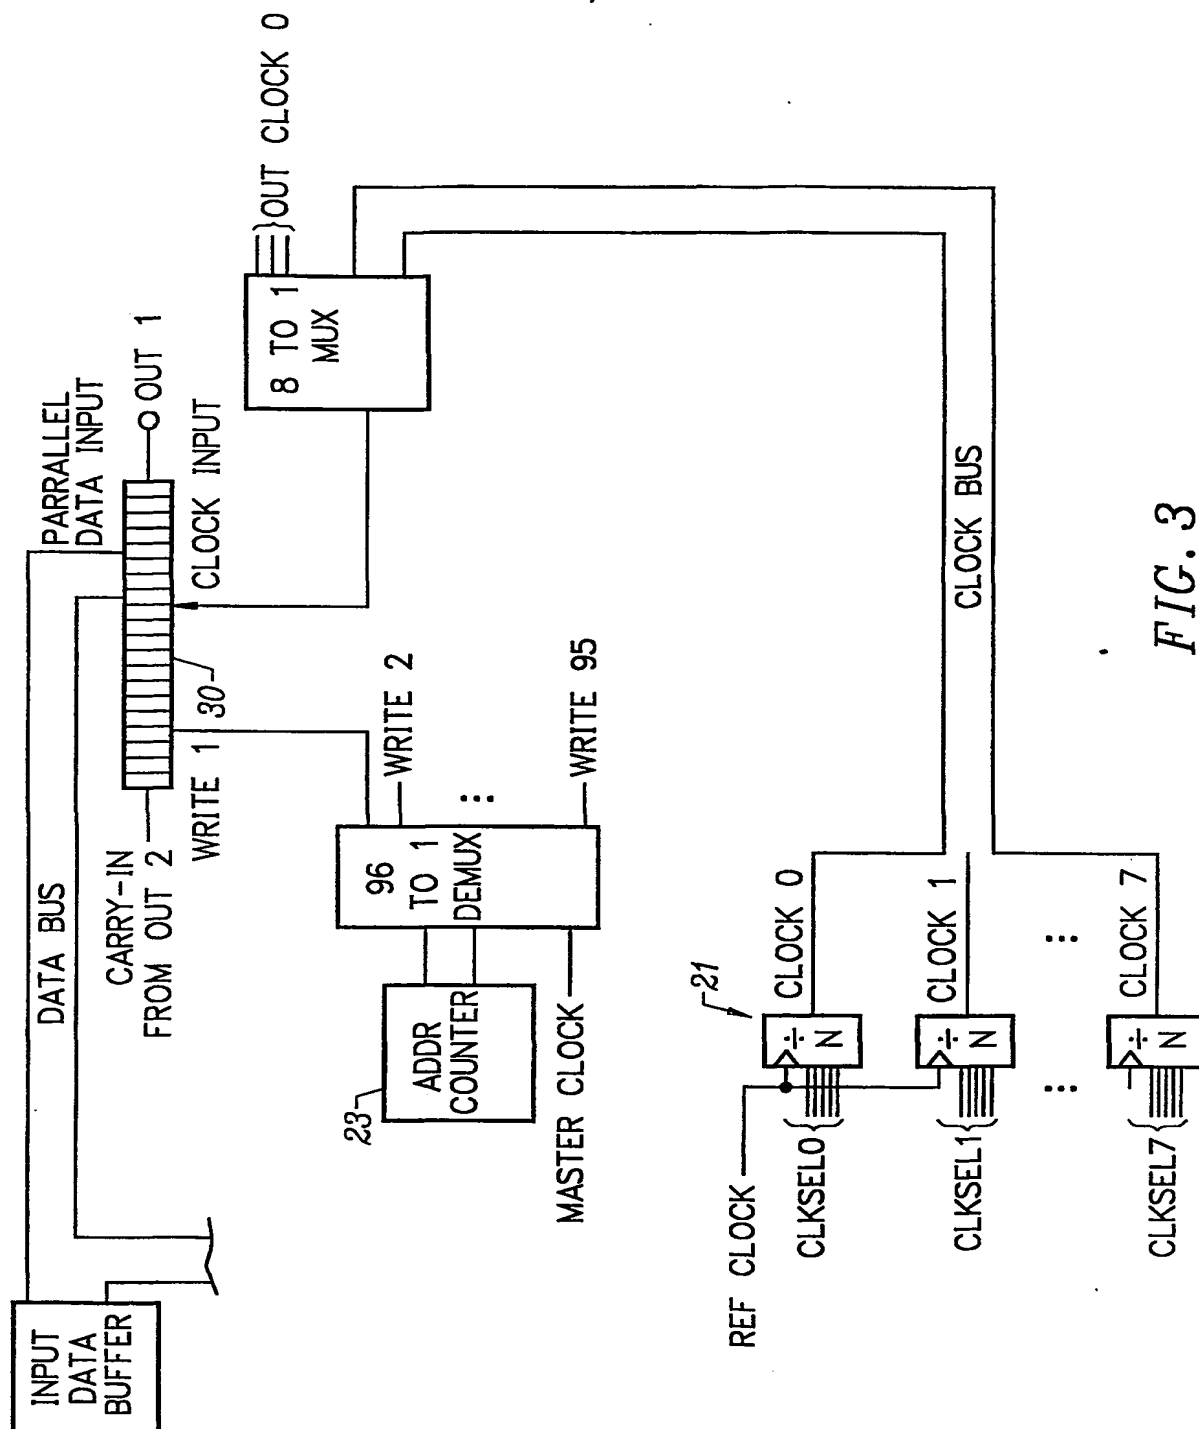 INPUT
DATA
BUFFER
DATA BUS
PARRALLEL
DATA INPUT
CARRY-IN
FROM OUT 2
OUT 1
WRITE 1
30
CLOCK INPUT
8 TO 1
MUX
OUT CLOCK 0
23
ADDR
COUNTER
96
TO 1
DEMUX
WRITE 2
⋮
WRITE 95
MASTER CLOCK
REF CLOCK
21
÷
N
CLOCK 0
CLKSEL0
÷
N
CLOCK 1
CLKSEL1
⋮
⋮
÷
N
CLOCK 7
CLKSEL7
CLOCK BUS
FIG. 3